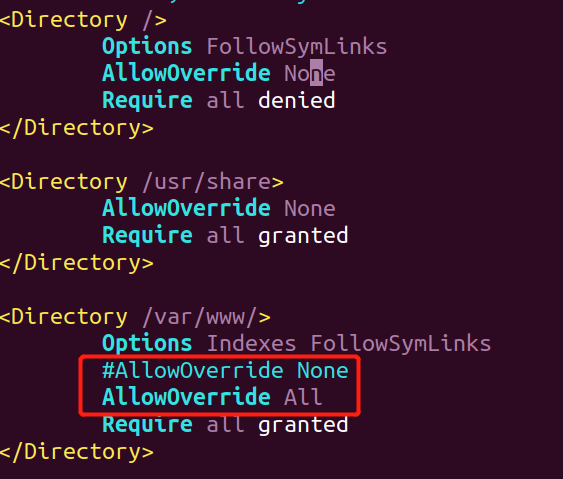 <Directory />
        Options FollowSymLinks
        AllowOverride None
        Require all denied
</Directory>
<Directory /usr/share>
        AllowOverride None
        Require all granted
</Directory>
<Directory /var/www/>
        Options Indexes FollowSymLinks
        #AllowOverride None
        AllowOverride All
        Require all granted
</Directory>